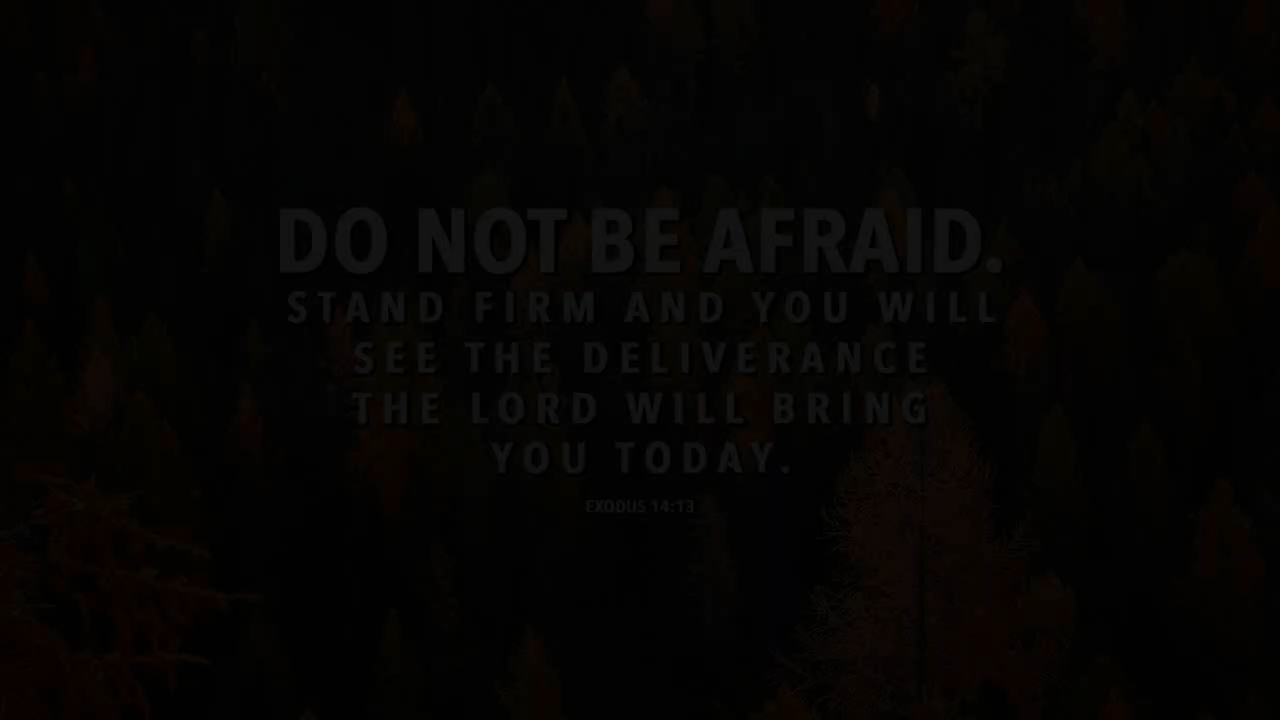 DO NOT BE AFRAID.
STAND FIRM AND YOU WILL
SEE THE DELIVERANCE
THE LORD WILL BRING
YOU TODAY.
EXODUS 14:13